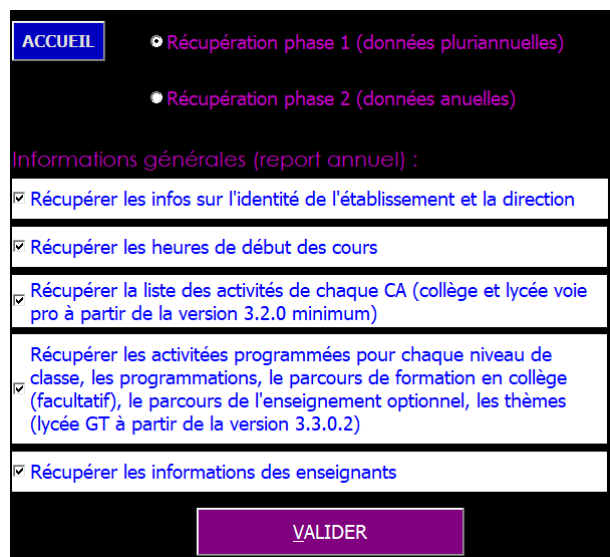 ACCUEIL
Récupération phase 1 (données pluriannuelles)
Récupération phase 2 (données anuelles)
Informations générales (report annuel) :
Récupérer les infos sur l'identité de l'établissement et la direction
Récupérer les heures de début des cours
Récupérer la liste des activités de chaque CA (collège et lycée voie
pro à partir de la version 3.2.0 minimum)
Récupérer les activitées programmées pour chaque niveau de
classe, les programmations, le parcours de formation en collège
(facultatif), le parcours de l'enseignement optionnel, les thèmes
(lycée GT à partir de la version 3.3.0.2)
Récupérer les informations des enseignants
VALIDER